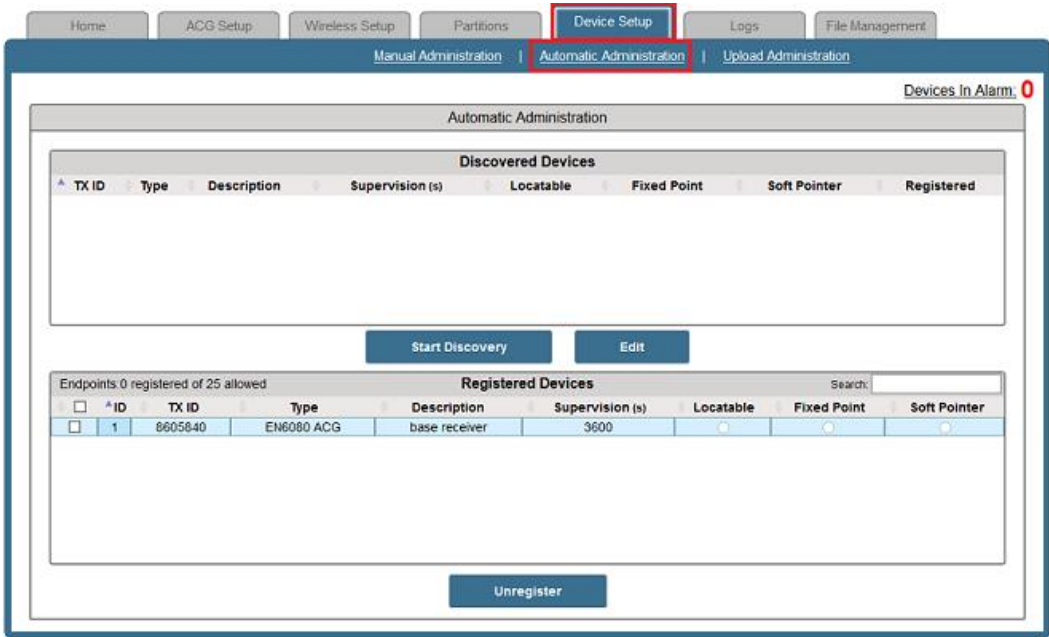 Home ACG Setup Wireless Setup Partitions Device Setup Logs File Management
Manual Administration | Automatic Administration | Upload Administration
Devices In Alarm: 0
Automatic Administration
Discovered Devices
TX ID Type Description Supervision (s) Locatable Fixed Point Soft Pointer Registered
Start Discovery Edit
Endpoints 0 registered of 25 allowed Registered Devices Search:
ID TX ID Type Description Supervision (s) Locatable Fixed Point Soft Pointer
1 8605840 EN6080 ACG base receiver 3600
Unregister